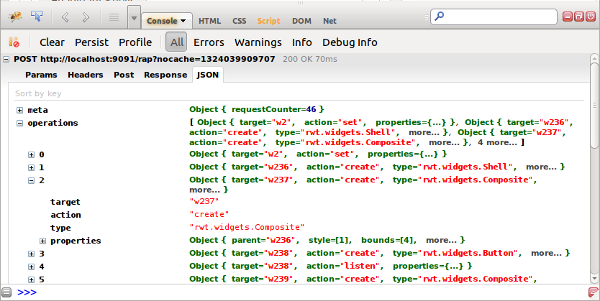 Console HTML CSS Script DOM Net
Clear Persist Profile All Errors Warnings Info Debug Info
POST http://localhost:9091/rap?nocache=1324039909707 200 OK 70ms
Params Headers Post Response JSON
Sort by key
meta Object { requestCounter=46 }
operations [ Object { target="w2", action="set", properties={...} }, Object { target="w236",
action="create", type="rwt.widgets.Shell", more... }, Object { target="w237",
action="create", type="rwt.widgets.Composite", more... }, 4 more... ]
0 Object { target="w2", action="set", properties={...} }
1 Object { target="w236", action="create", type="rwt.widgets.Shell", more... }
2 Object { target="w237", action="create", type="rwt.widgets.Composite",
more... }
target "w237"
action "create"
type "rwt.widgets.Composite"
properties Object { parent="w236", style=[1], bounds=[4], more... }
3 Object { target="w238", action="create", type="rwt.widgets.Button", more... }
4 Object { target="w238", action="listen", properties={...} }
5 Object { target="w239", action="create", type="rwt.widgets.Composite",
>>>